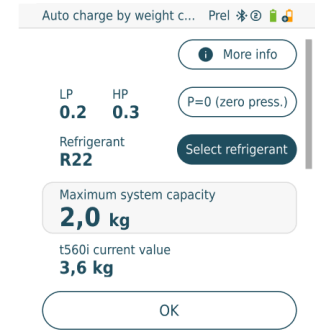 Auto charge by weight c... Prel 2
More info
LP HP
0.2 0.3
P=0 (zero press.)
Refrigerant
R22
Select refrigerant
Maximum system capacity
2,0 kg
t560i current value
3,6 kg
OK